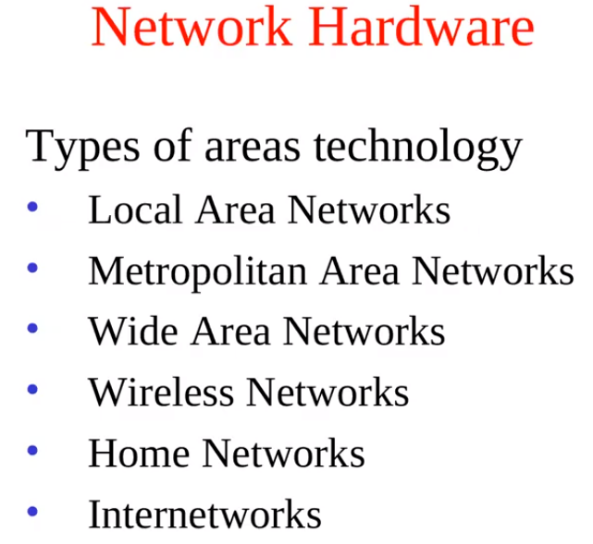 Network Hardware
Types of areas technology
• Local Area Networks
• Metropolitan Area Networks
• Wide Area Networks
• Wireless Networks
• Home Networks
• Internetworks